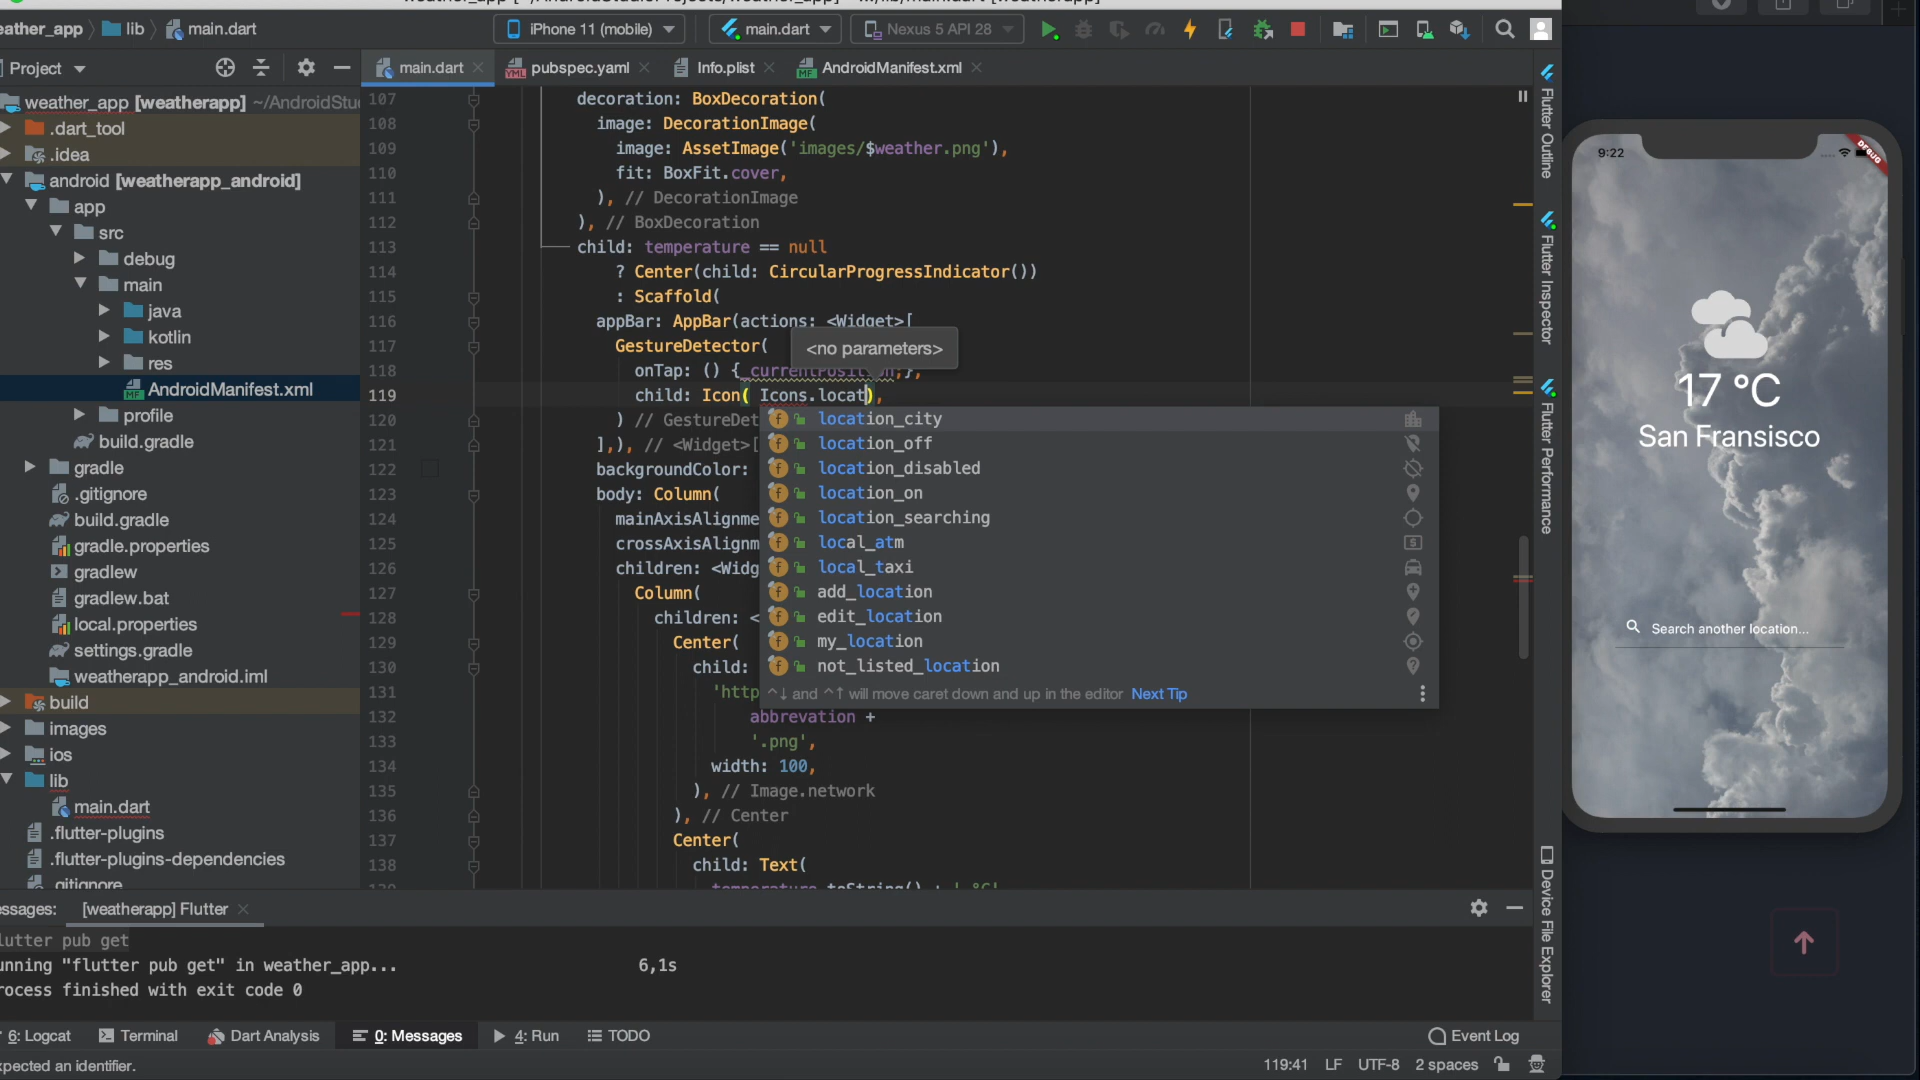 eather_app
lib
main.dart
iPhone 11 (mobile)
main.dart
Nexus 5 API 28
Project
main.dart
pubspec.yaml
Info.plist
AndroidManifest.xml
weather_app [weatherapp] ~/AndroidStu
.dart_tool
.idea
android [weatherapp_android]
app
src
debug
main
java
kotlin
res
AndroidManifest.xml
profile
build.gradle
gradle
.gitignore
build.gradle
gradle.properties
gradlew
gradlew.bat
local.properties
settings.gradle
weatherapp_android.iml
build
images
ios
lib
main.dart
.flutter-plugins
.flutter-plugins-dependencies
.gitignore
107 decoration: BoxDecoration(
108 image: DecorationImage(
109 image: AssetImage('images/$weather.png'),
110 fit: BoxFit.cover,
111 ), // DecorationImage
112 ), // BoxDecoration
113 child: temperature == null
114 ? Center(child: CircularProgressIndicator())
115 : Scaffold(
116 appBar: AppBar(actions: <Widget>[
117 GestureDetector(
<no parameters>
118 onTap: () {_currentPosition;},
119 child: Icon( Icons.locat),
120 ) // GestureDet
121 ],), // <Widget>[
122 backgroundColor:
123 body: Column(
124 mainAxisAlignme
125 crossAxisAlignm
126 children: <Widg
127 Column(
128 children: <
129 Center(
130 child:
131 'http
132 abbrevation +
133 '.png',
134 width: 100,
135 ), // Image.network
136 ), // Center
137 Center(
138 child: Text(
139 temperature.toString() + ' °C'
location_city
location_off
location_disabled
location_on
location_searching
local_atm
local_taxi
add_location
edit_location
my_location
not_listed_location
^↓ and ^↑ will move caret down and up in the editor Next Tip
Flutter Outline
Flutter Inspector
Flutter Performance
Device File Explorer
9:22
DEBUG
17 °C
San Fransisco
Search another location...
essages:
[weatherapp] Flutter
lutter pub get
unning "flutter pub get" in weather_app... 6,1s
rocess finished with exit code 0
6: Logcat
Terminal
Dart Analysis
0: Messages
4: Run
TODO
Event Log
xpected an identifier.
119:41 LF UTF-8 2 spaces